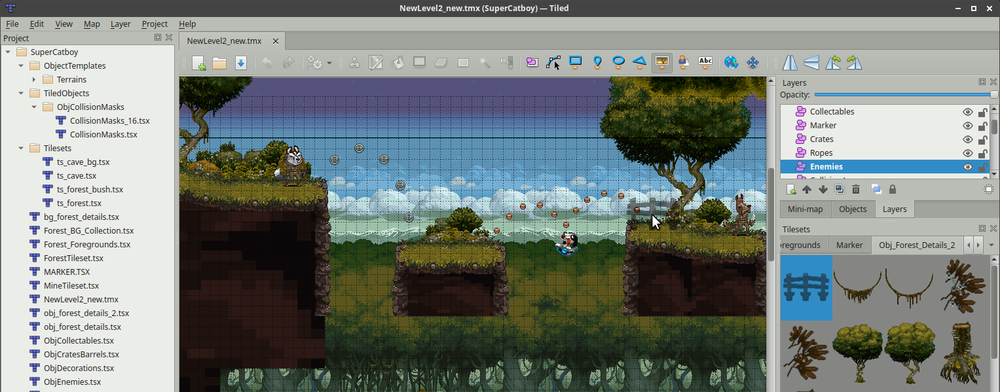 NewLevel2_new.tmx (SuperCatboy) — Tiled
File Edit View Map Layer Project Help
Project
SuperCatboy
ObjectTemplates
Terrains
TiledObjects
ObjCollisionMasks
CollisionMasks_16.tsx
CollisionMasks.tsx
Tilesets
ts_cave_bg.tsx
ts_cave.tsx
ts_forest_bush.tsx
ts_forest.tsx
bg_forest_details.tsx
Forest_BG_Collection.tsx
Forest_Foregrounds.tsx
ForestTileset.tsx
MARKER.TSX
MineTileset.tsx
NewLevel2_new.tmx
obj_forest_details_2.tsx
obj_forest_details.tsx
ObjCollectables.tsx
ObjCratesBarrels.tsx
ObjDecorations.tsx
ObjEnemies.tsx
NewLevel2_new.tmx
Abc
Layers
Opacity:
Collectables
Marker
Crates
Ropes
Enemies
Mini-map Objects Layers
Tilesets
regrounds Marker Obj_Forest_Details_2